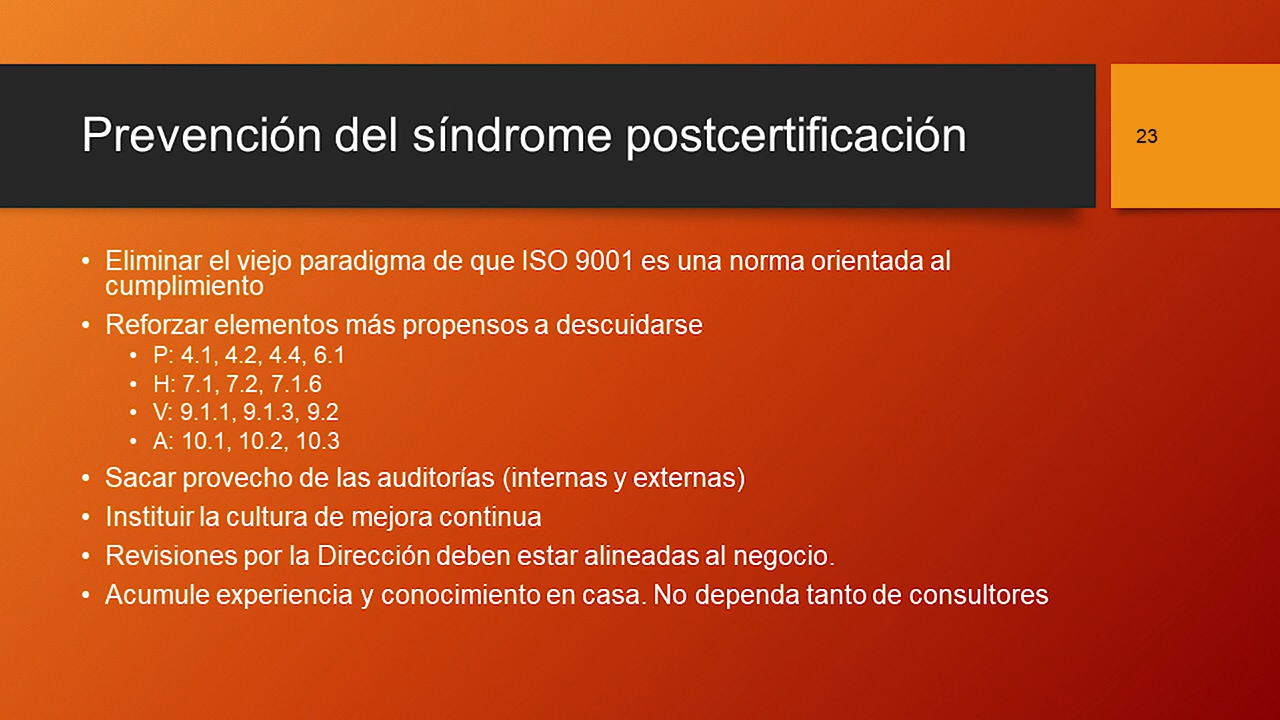 Prevención del síndrome postcertificación
23
• Eliminar el viejo paradigma de que ISO 9001 es una norma orientada al
cumplimiento
• Reforzar elementos más propensos a descuidarse
• P: 4.1, 4.2, 4.4, 6.1
• H: 7.1, 7.2, 7.1.6
• V: 9.1.1, 9.1.3, 9.2
• A: 10.1, 10.2, 10.3
• Sacar provecho de las auditorías (internas y externas)
• Instituir la cultura de mejora continua
• Revisiones por la Dirección deben estar alineadas al negocio.
• Acumule experiencia y conocimiento en casa. No dependa tanto de consultores